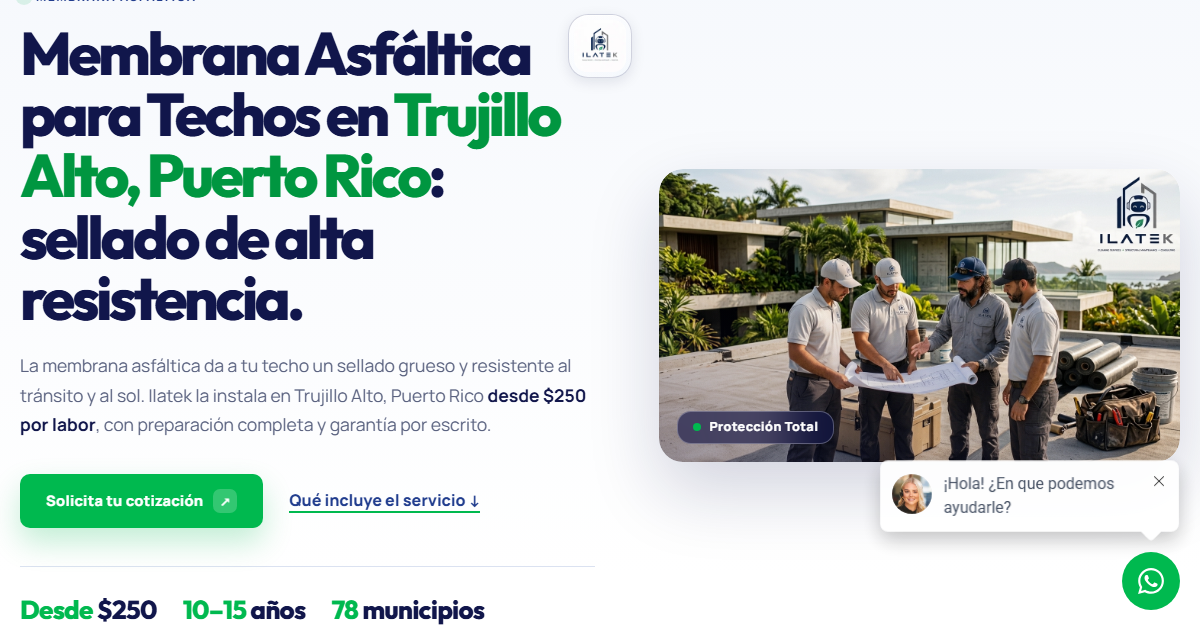 Membrana Asfáltica
para Techos en Trujillo
Alto, Puerto Rico:
sellado de alta
resistencia.
ILATEK
La membrana asfáltica da a tu techo un sellado grueso y resistente al
tránsito y al sol. Ilatek la instala en Trujillo Alto, Puerto Rico desde $250
por labor, con preparación completa y garantía por escrito.
Solicita tu cotización ↗
Qué incluye el servicio ↓
Desde $250
10–15 años
78 municipios
ILATEK
Protección Total
¡Hola! ¿En que podemos
ayudarle?